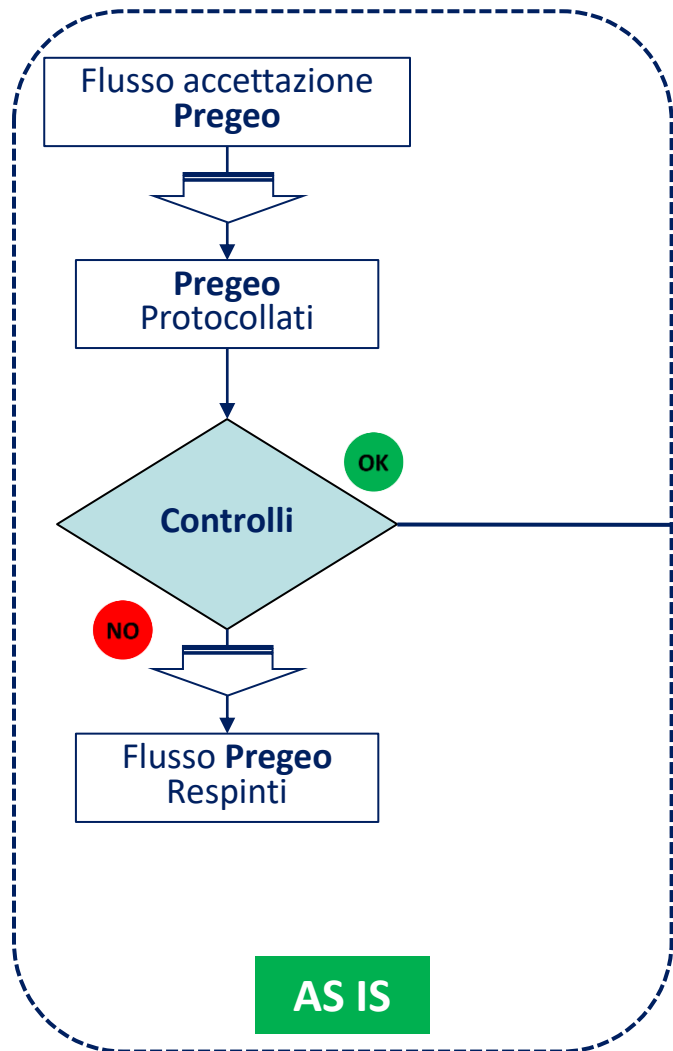 Flusso accettazione
Pregeo
Pregeo
Protocollati
OK
Controlli
NO
Flusso Pregeo
Respinti
AS IS